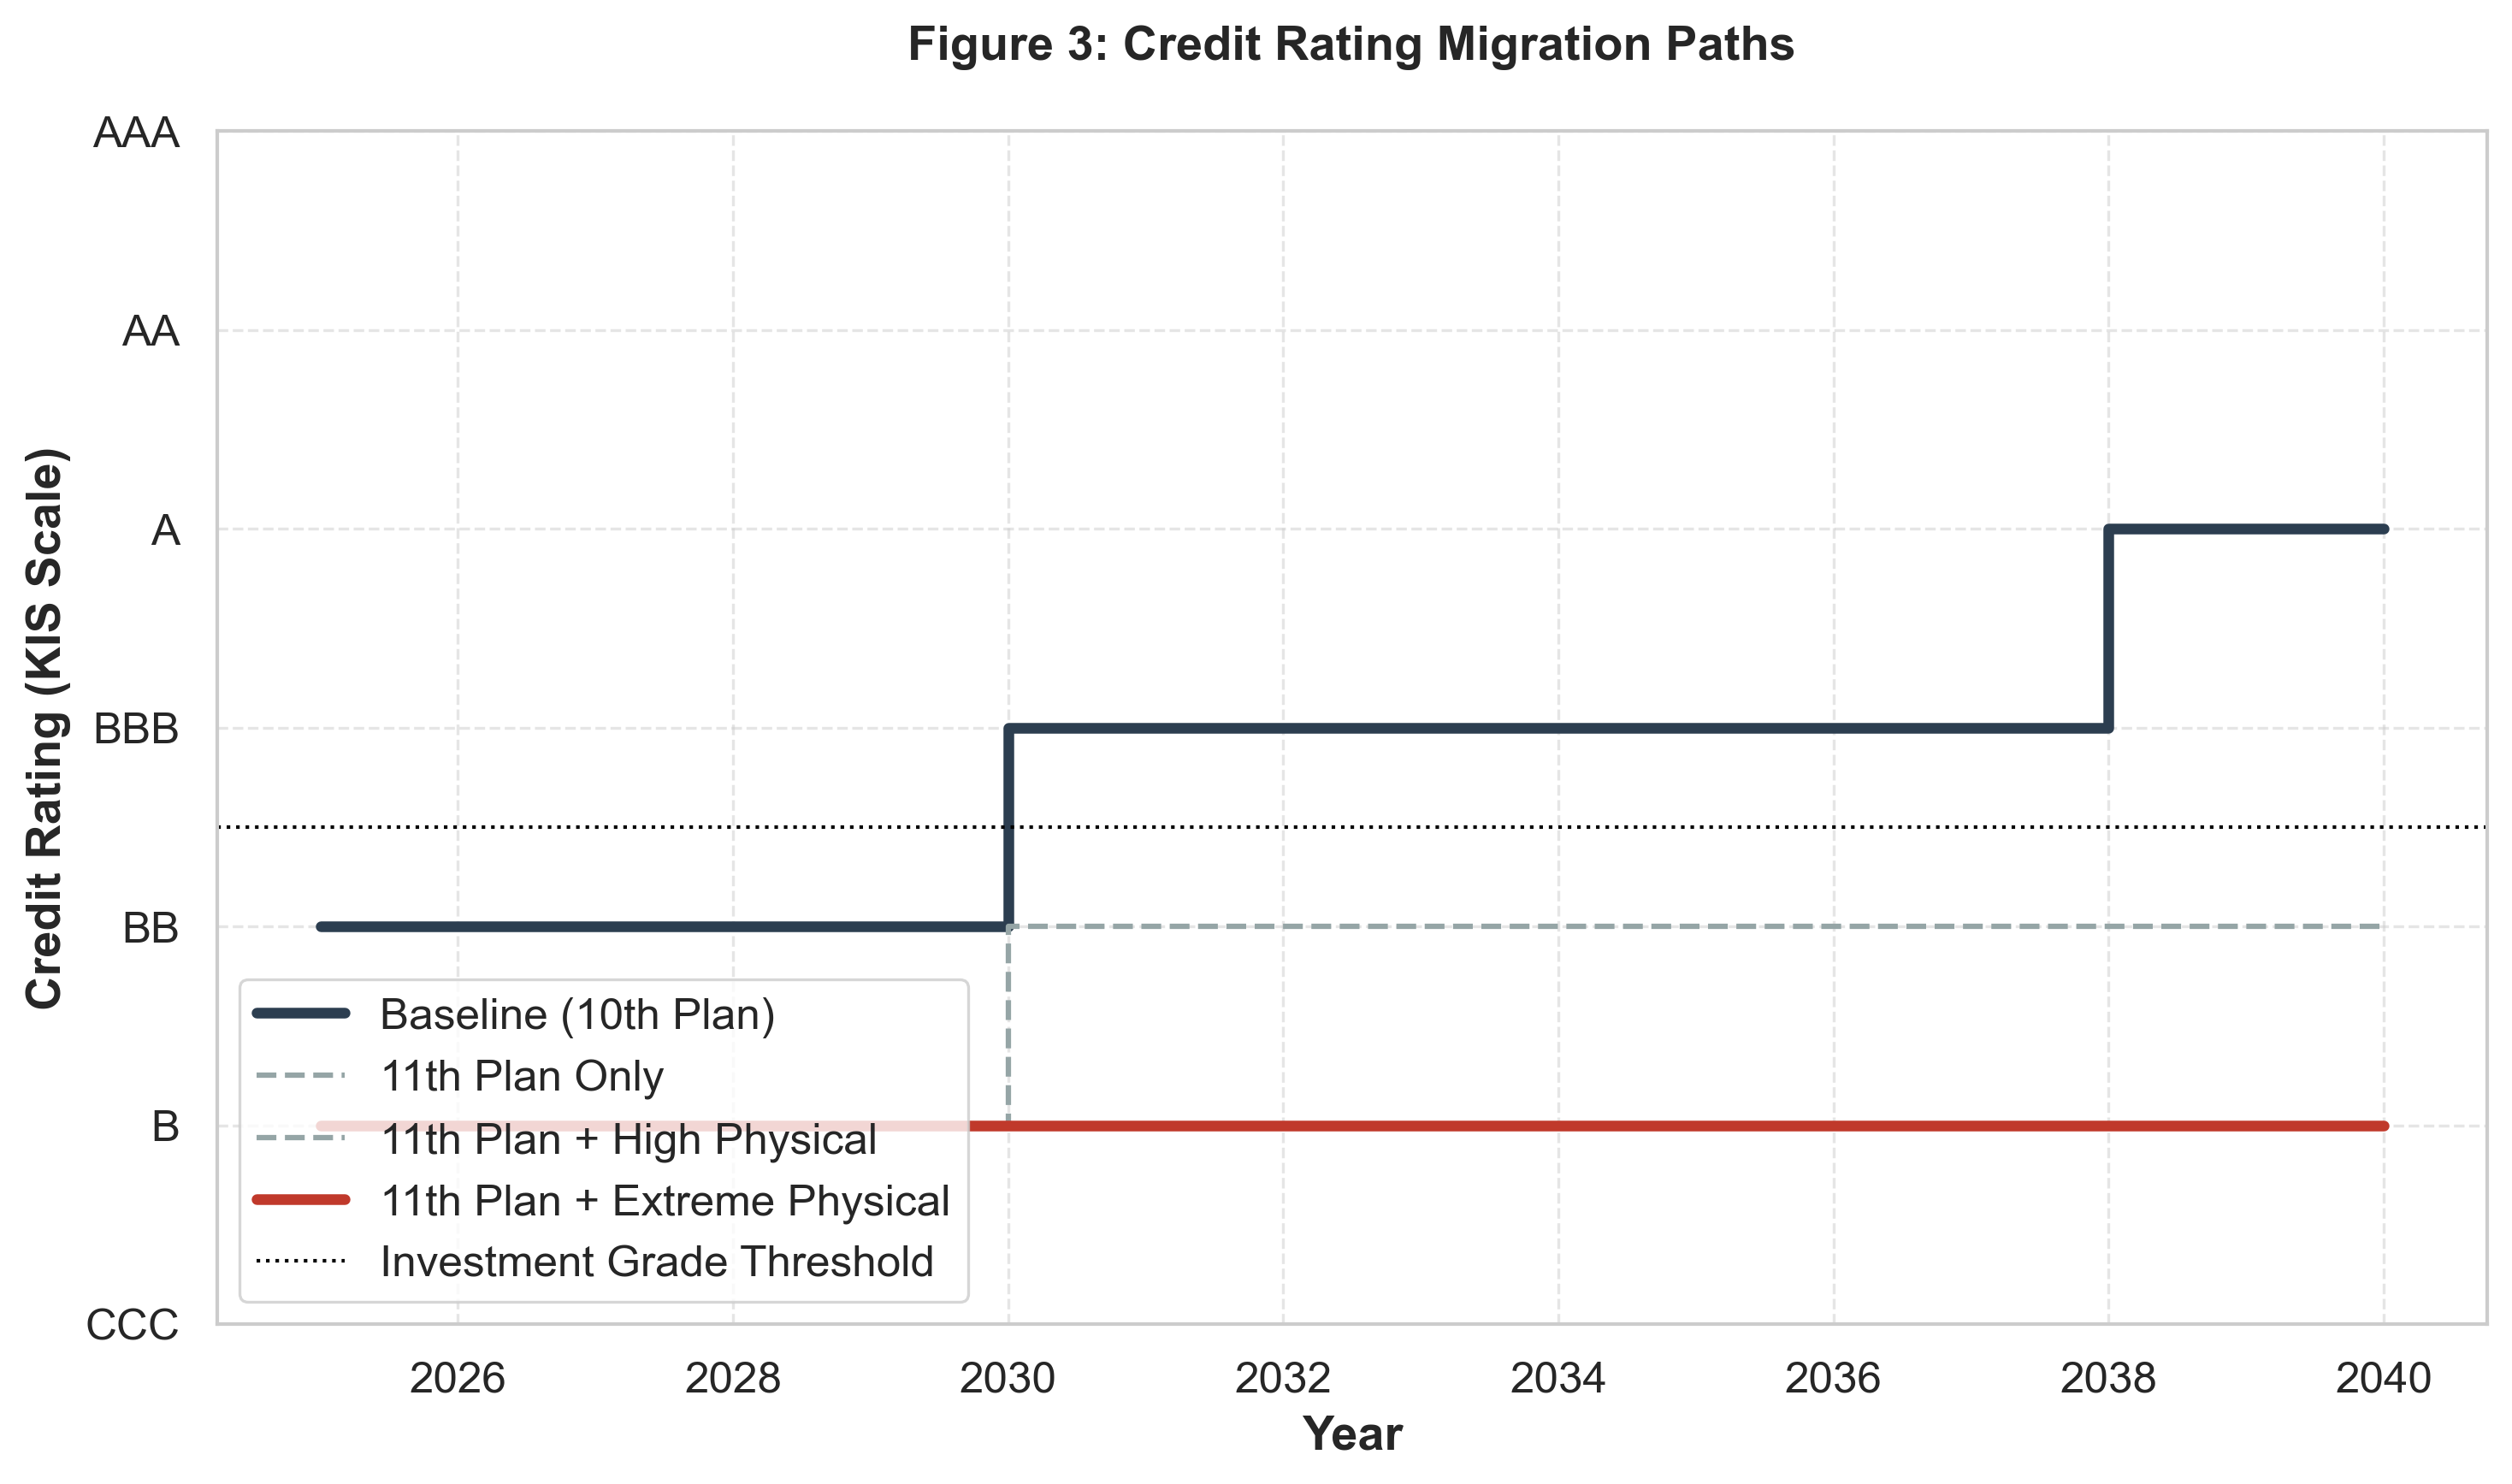 Figure 3: Credit Rating Migration Paths
Credit Rating (KIS Scale)
AAA
AA
A
BBB
BB
B
CCC
Baseline (10th Plan)
11th Plan Only
11th Plan + High Physical
11th Plan + Extreme Physical
Investment Grade Threshold
2026 2028 2030 2032 2034 2036 2038 2040
Year